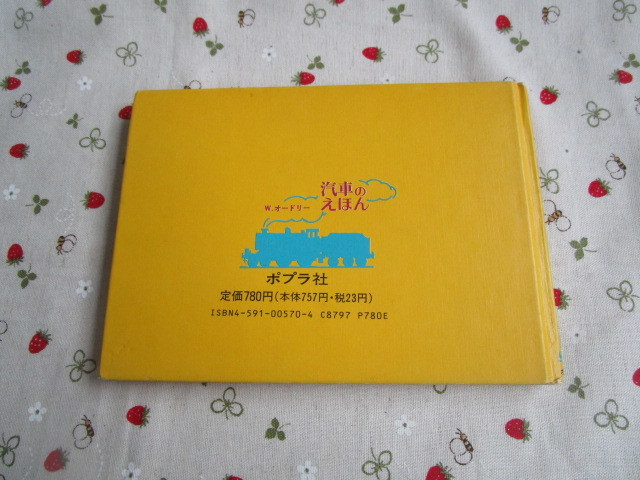 汽車の
えほん
W.オードリー
ポプラ社
定価780円(本体757円・税23円)
ISBN4-591-00570-4 C8797 P780E